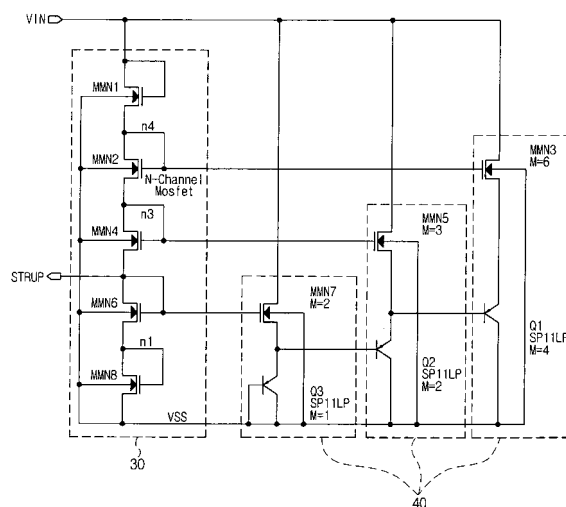 VIN
MMN1
n4
MMN2
N-Channel
Mosfet
MMN3
M=6
n3
MMN4
MMN5
M=3
STRUP
MMN6
MMN7
M=2
n1
MMN8
Q1
SP11LP
M=4
Q2
SP11LP
M=2
Q3
SP11LP
M=1
VSS
30
40